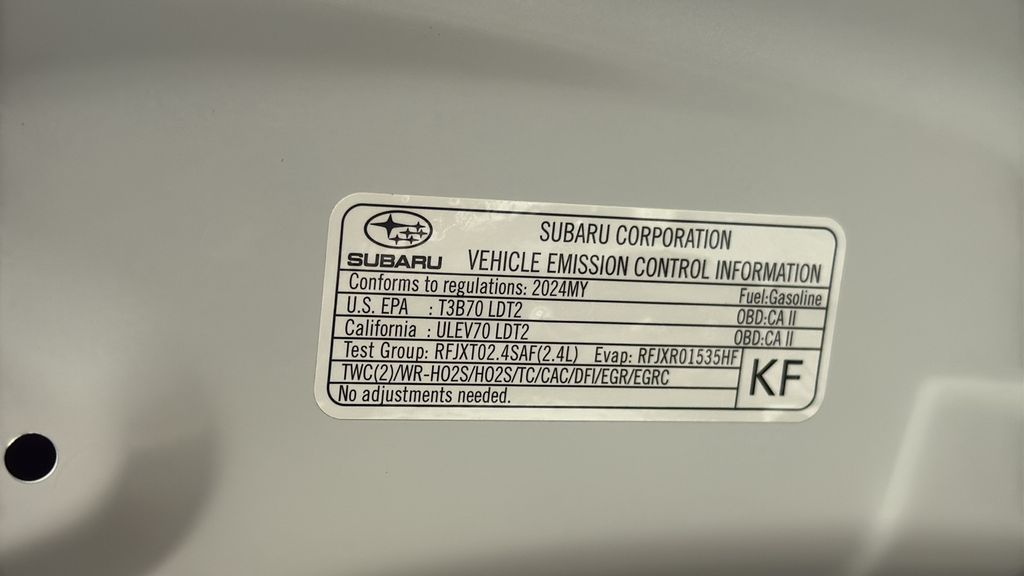 SUBARU
SUBARU CORPORATION
VEHICLE EMISSION CONTROL INFORMATION
Conforms to regulations: 2024MY Fuel:Gasoline
U.S. EPA : T3B70 LDT2 OBD:CA II
California : ULEV70 LDT2 OBD:CA II
Test Group: RFJXT02.4SAF(2.4L) Evap: RFJXR01535HF
TWC(2)/WR-HO2S/HO2S/TC/CAC/DFI/EGR/EGRC
No adjustments needed.
KF